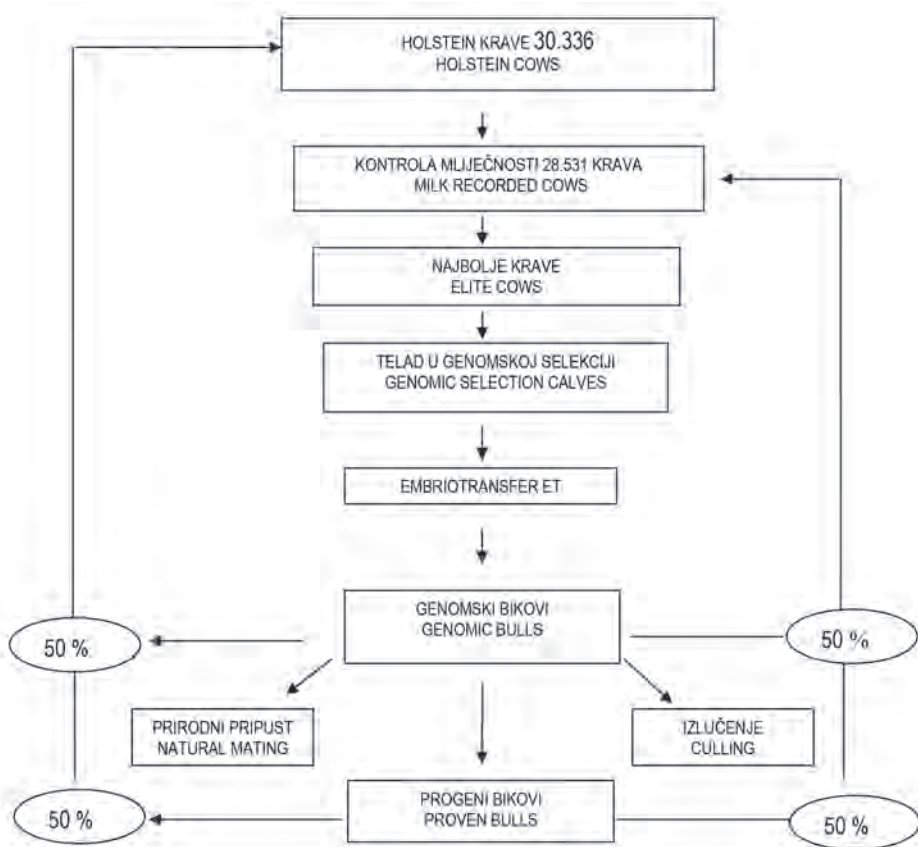 HOLSTEIN KRAVE 30.336
HOLSTEIN COWS
KONTROLA MLIJEČNOSTI 28.531 KRAVA
MILK RECORDED COWS
NAJBOLJE KRAVE
ELITE COWS
TELAD U GENOMSKOJ SELEKCIJI
GENOMIC SELECTION CALVES
EMBRIOTRANSFER ET
GENOMSKI BIKOVI
GENOMIC BULLS
50 %
50 %
PRIRODNI PRIPUST
NATURAL MATING
IZLUČENJE
CULLING
PROGENI BIKOVI
PROVEN BULLS
50 %
50 %